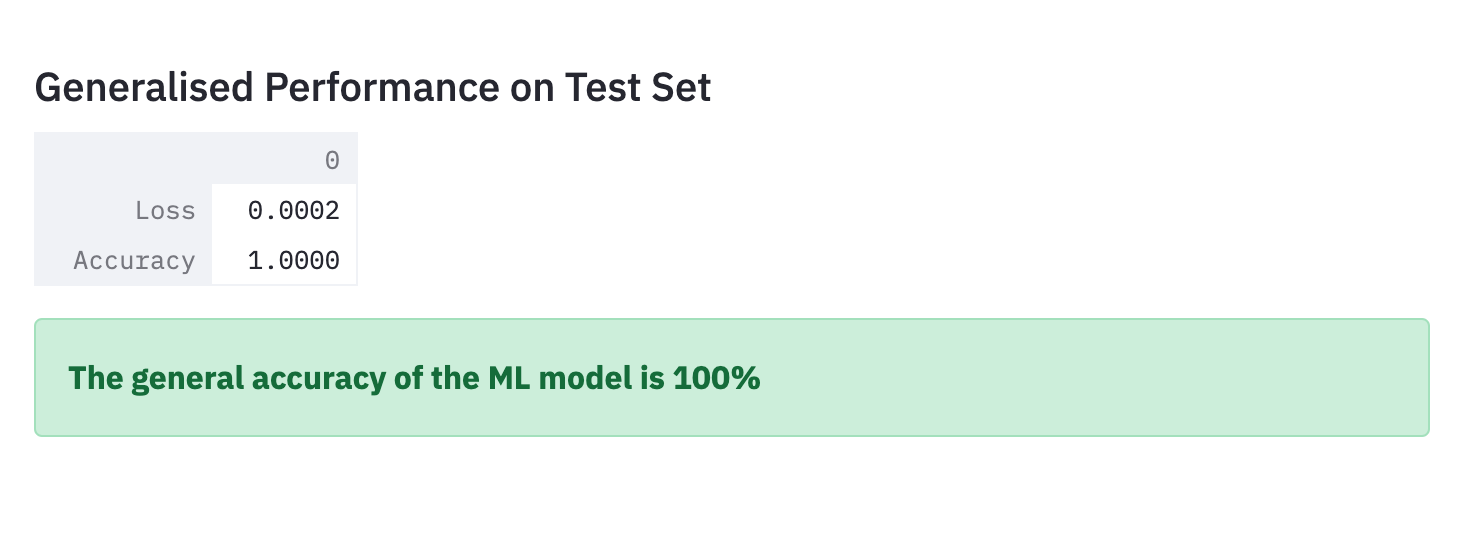 Generalised Performance on Test Set
0
Loss 0.0002
Accuracy 1.0000
The general accuracy of the ML model is 100%